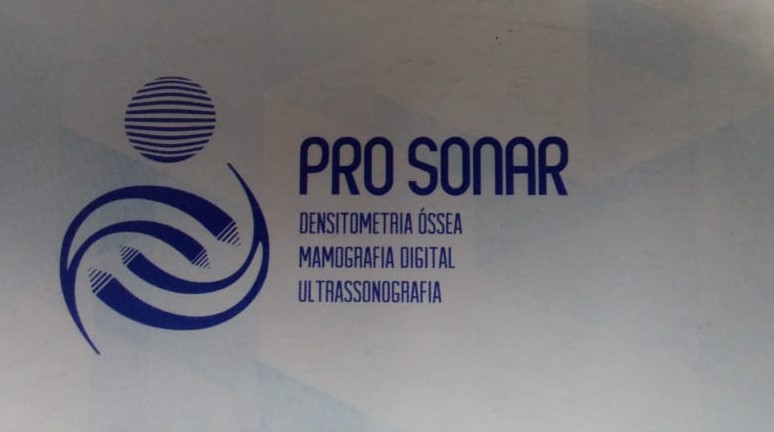 PRO SONAR
DENSITOMETRIA ÓSSEA
MAMOGRAFIA DIGITAL
ULTRASSONOGRAFIA